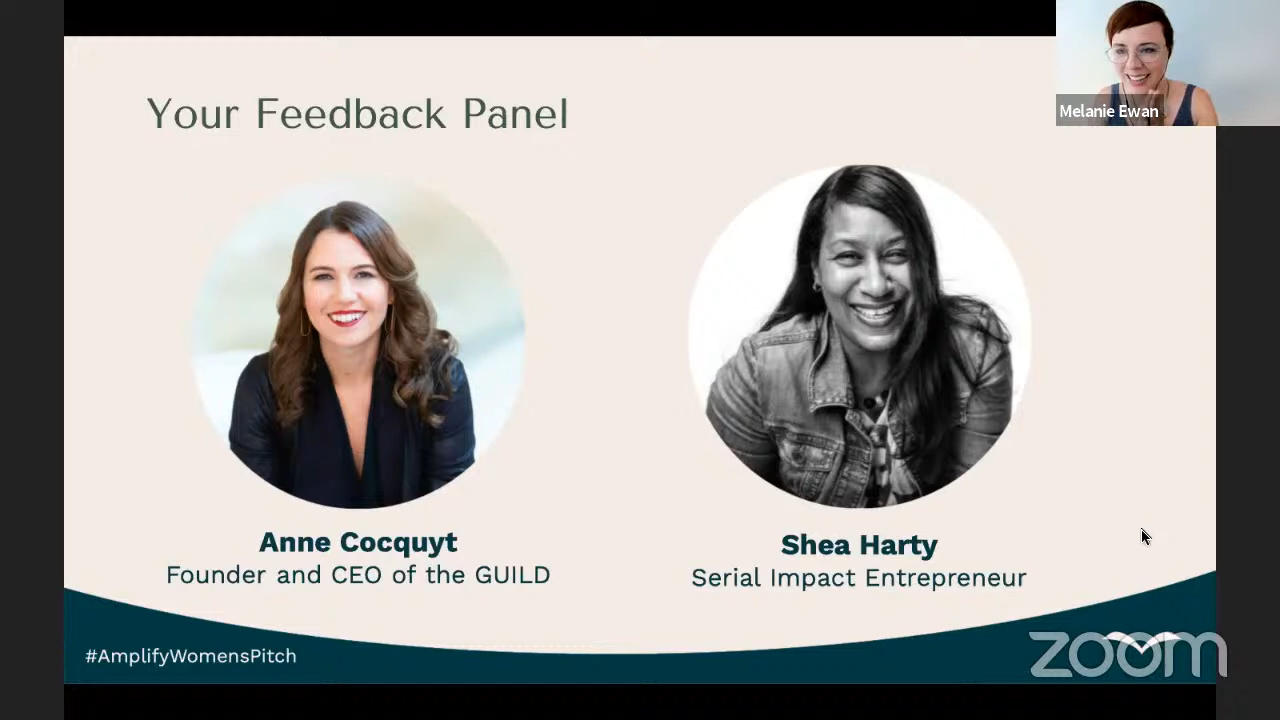 Melanie Ewan
Your Feedback Panel
Anne Cocquyt
Founder and CEO of the GUILD
Shea Harty
Serial Impact Entrepreneur
#AmplifyWomensPitch
zoom